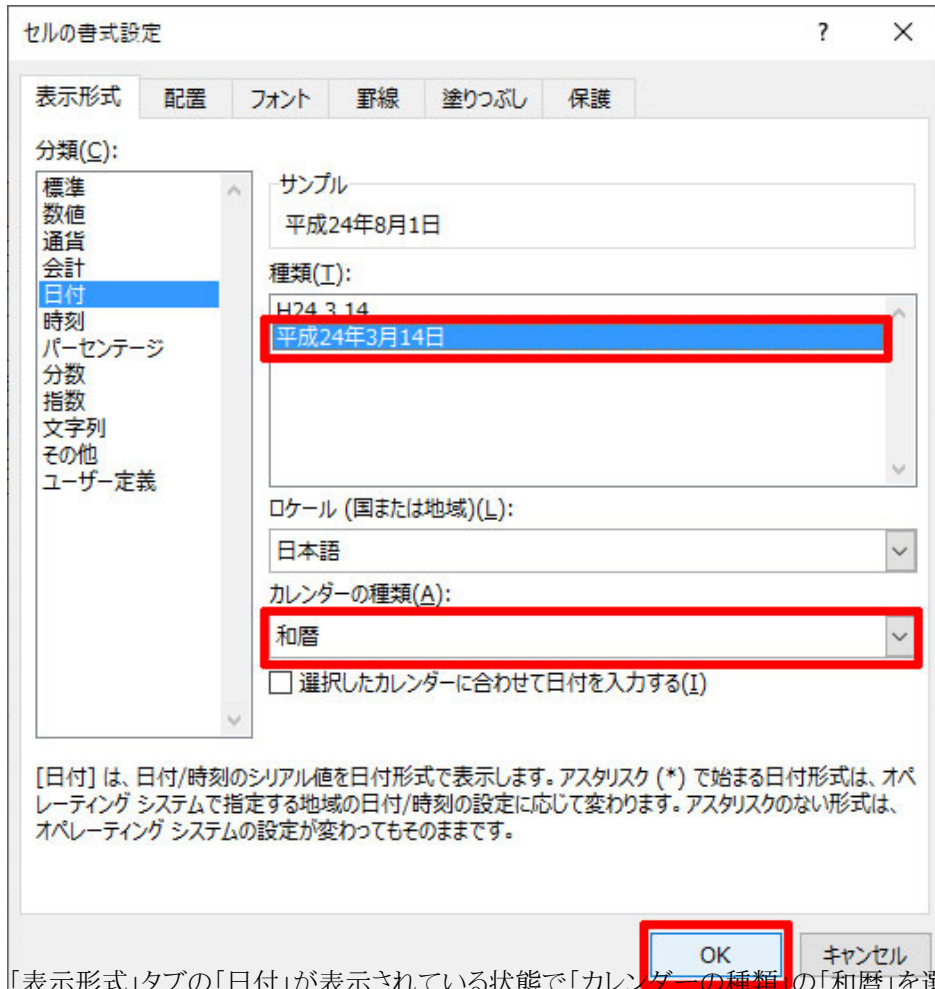 セルの書式設定 ?
表示形式 配置 フォント 罫線 塗りつぶし 保護
分類(C):
標準
数値
通貨
会計
日付
時刻
パーセンテージ
分数
指数
文字列
その他
ユーザー定義
サンプル
平成24年8月1日
種類(T):
H24.3.14
平成24年3月14日
ロケール (国または地域)(L):
日本語
カレンダーの種類(A):
和暦
選択したカレンダーに合わせて日付を入力する(I)
[日付] は、日付/時刻のシリアル値を日付形式で表示します。アスタリスク (*) で始まる日付形式は、オペ
レーティング システムで指定する地域の日付/時刻の設定に応じて変わります。アスタリスクのない形式は、
オペレーティング システムの設定が変わってもそのままです。
OK キャンセル
「表示形式」タブの「日付」が表示されている状態で「カレンダーの種類」の「和暦」を選